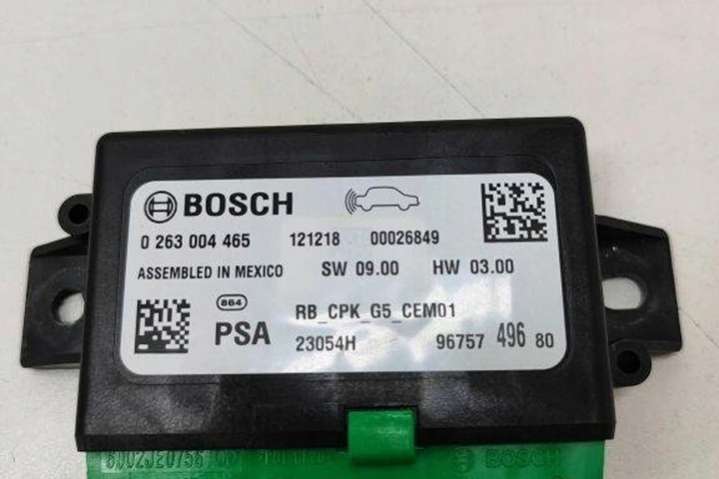 BOSCH
0 263 004 465 121218 00026849
ASSEMBLED IN MEXICO SW 09.00 HW 03.00
864 RB_CPK_G5_CEM01
PSA 23054H 96757 496 80
BOSCH